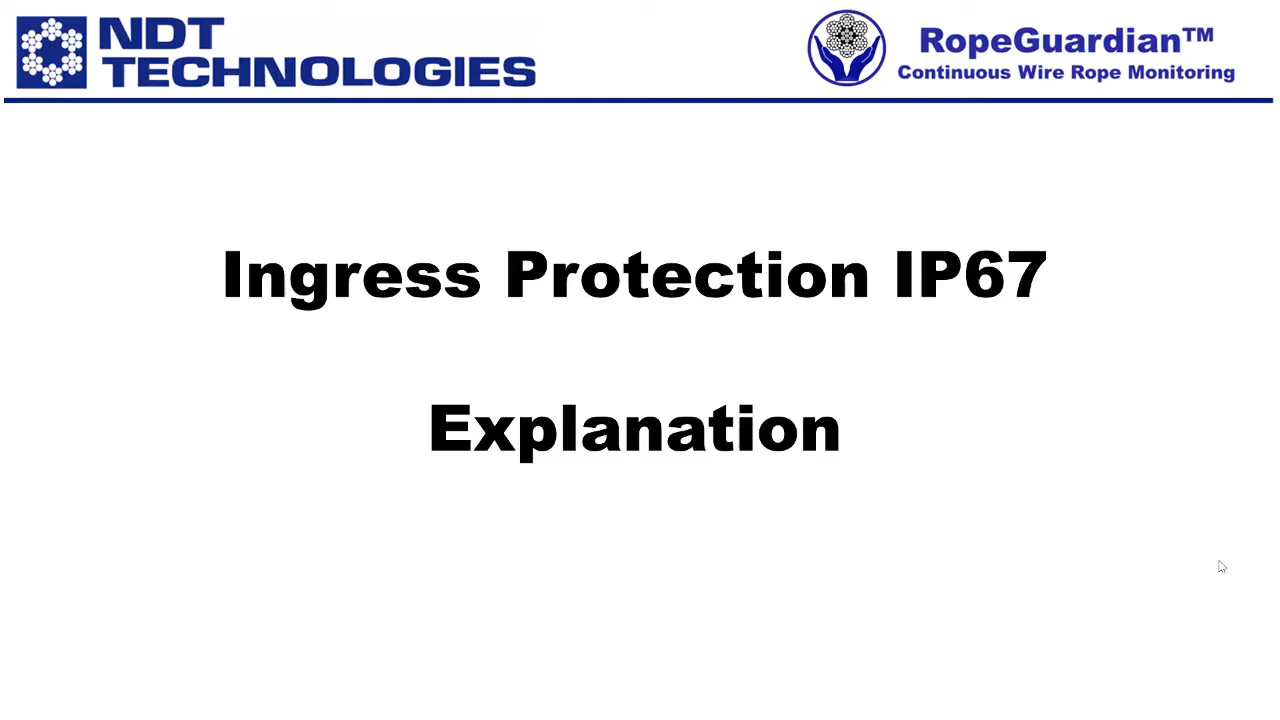 NDT
TECHNOLOGIES
RopeGuardian™
Continuous Wire Rope Monitoring
Ingress Protection IP67
Explanation